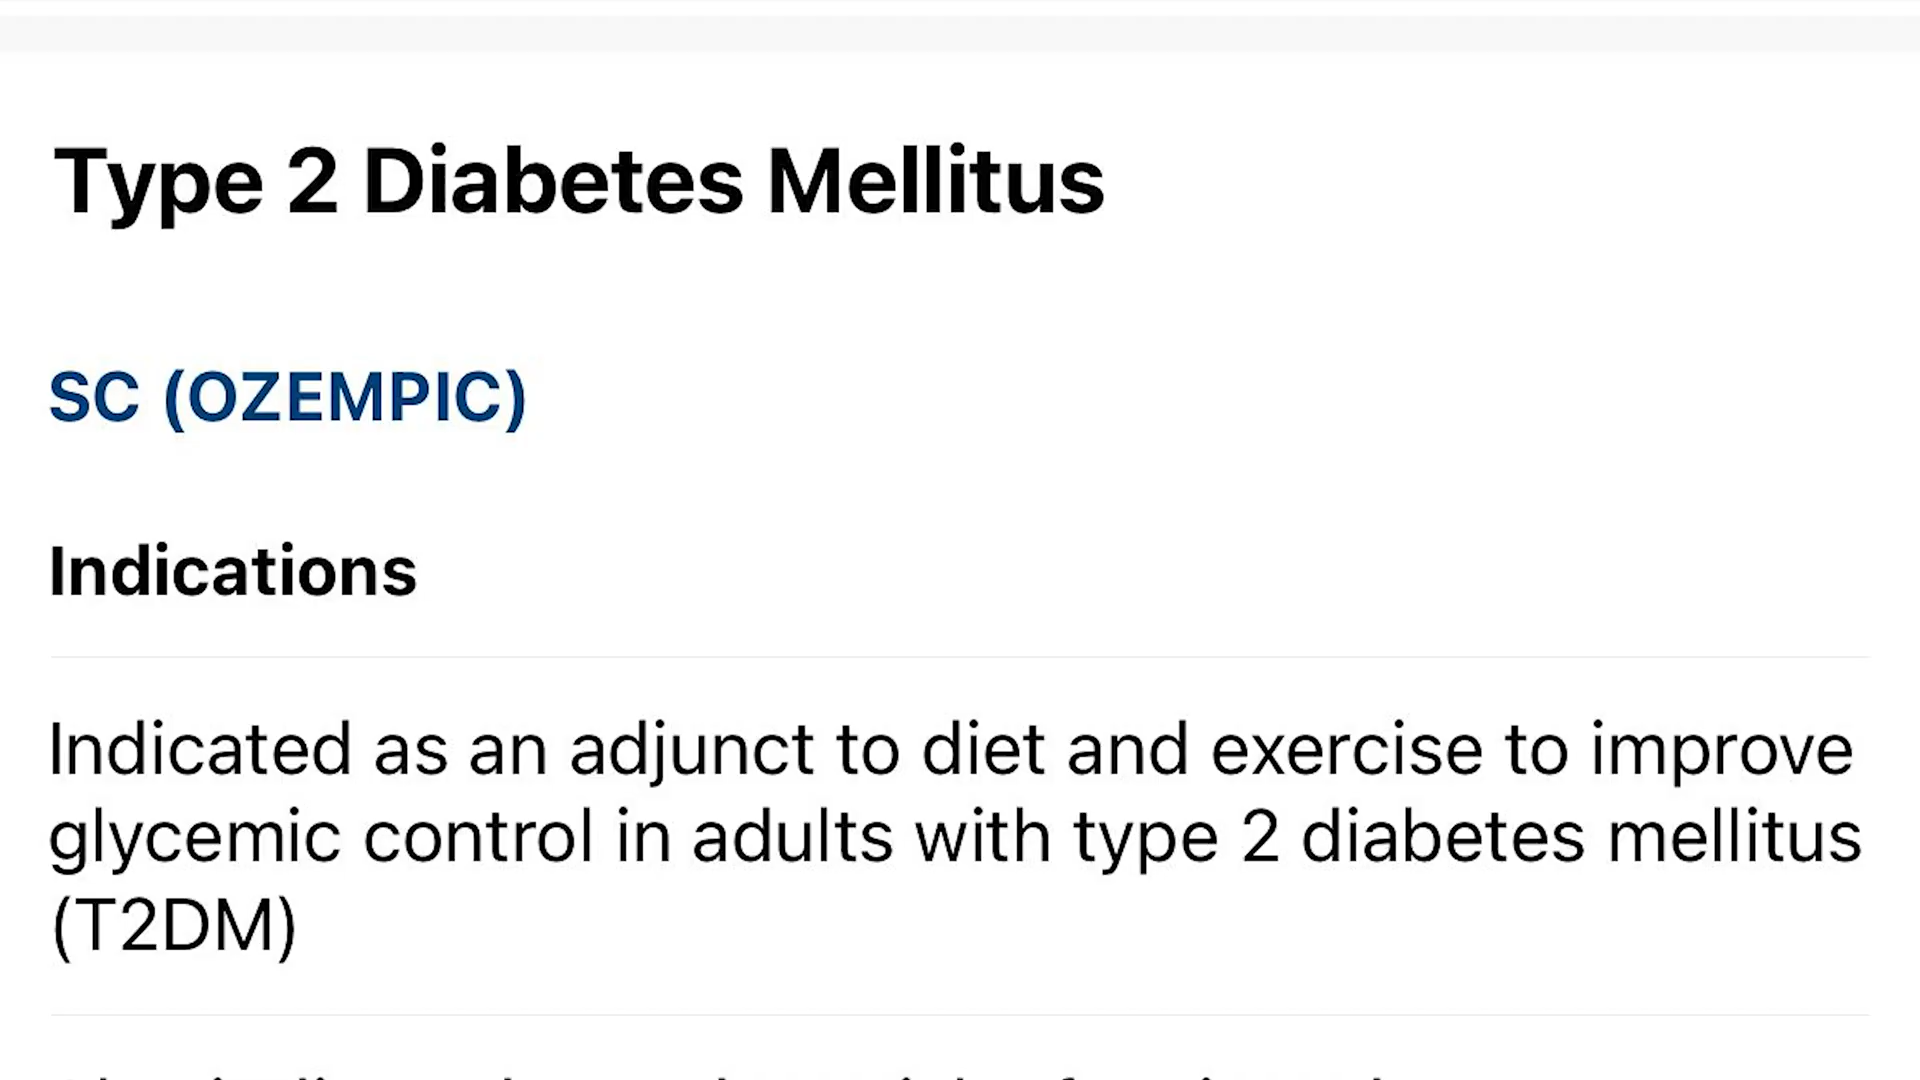 Type 2 Diabetes Mellitus
SC (OZEMPIC)
Indications
Indicated as an adjunct to diet and exercise to improve
glycemic control in adults with type 2 diabetes mellitus
(T2DM)